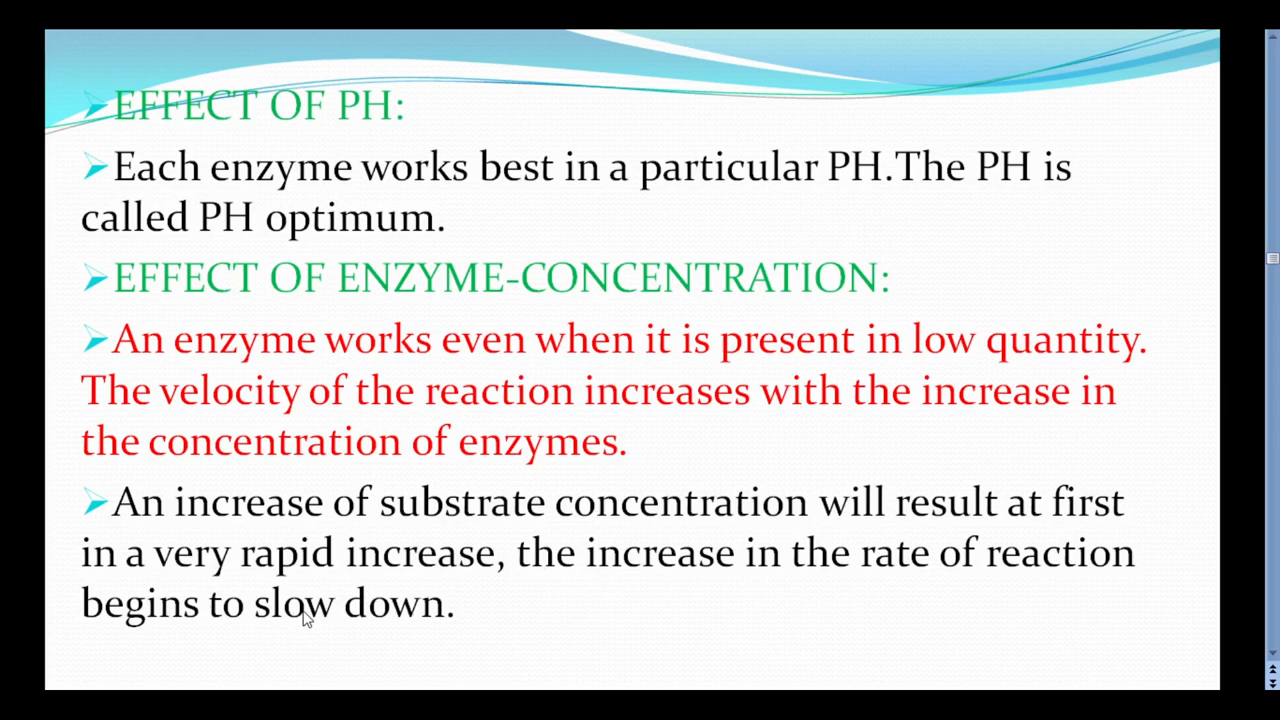 EFFECT OF PH:
Each enzyme works best in a particular PH.The PH is
called PH optimum.
EFFECT OF ENZYME-CONCENTRATION:
An enzyme works even when it is present in low quantity.
The velocity of the reaction increases with the increase in
the concentration of enzymes.
An increase of substrate concentration will result at first
in a very rapid increase, the increase in the rate of reaction
begins to slow down.